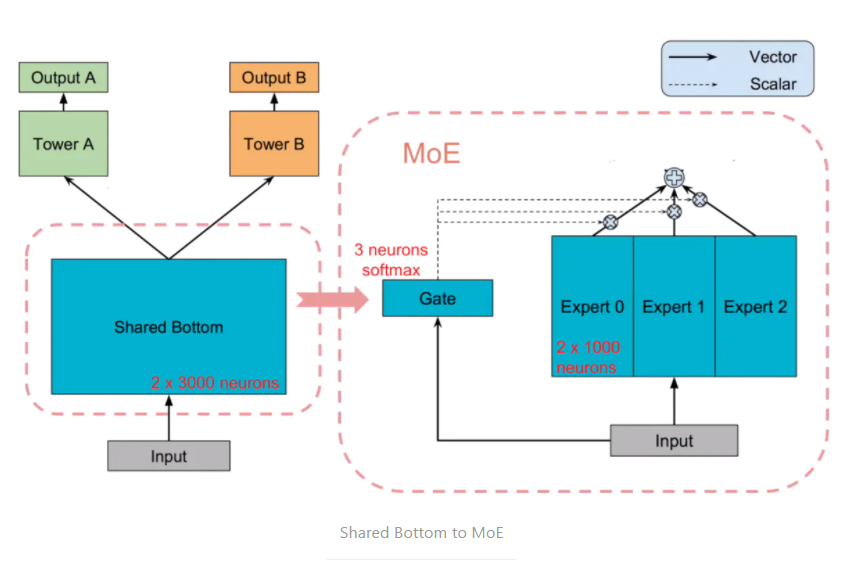 Output A
Output B
Tower A
Tower B
Shared Bottom
2 x 3000 neurons
Input
Vector
Scalar
MoE
3 neurons
softmax
Gate
Expert 0
Expert 1
Expert 2
2 x 1000
neurons
Input
Shared Bottom to MoE